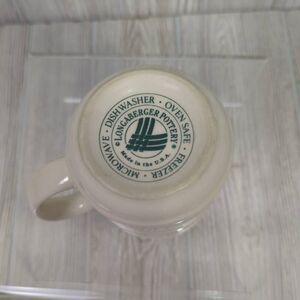 MICROWAVE · DISHWASHER · OVEN SAFE · FREEZER ·
© LONGABERGER POTTERY ®
Made in the U.S.A.